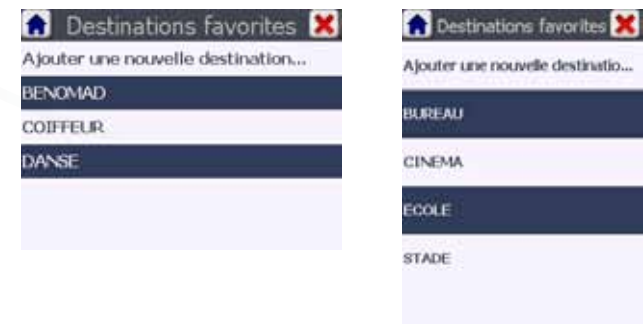 Destinations favorites
Ajouter une nouvelle destination...
BENOMAD
COIFFEUR
DANSE
Destinations favorites
Ajouter une nouvelle destinatio...
BUREAU
CINEMA
ECOLE
STADE